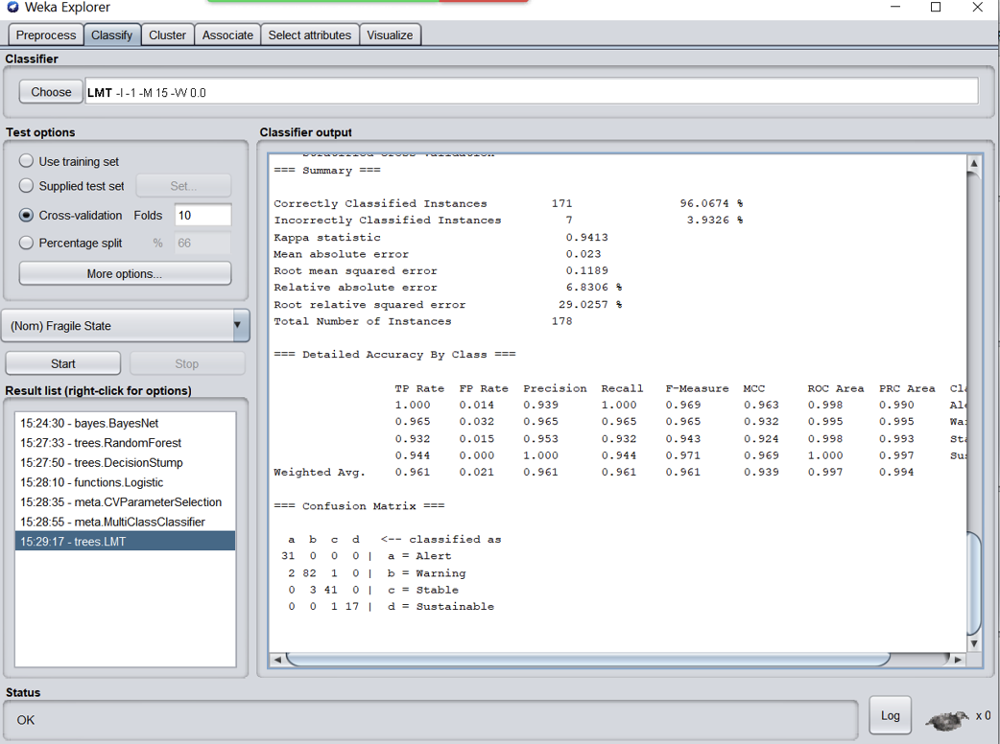 Weka Explorer
Preprocess Classify Cluster Associate Select attributes Visualize
Classifier
Choose LMT -I -1 -M 15 -W 0.0
Test options
Use training set
Supplied test set Set...
Cross-validation Folds 10
Percentage split % 66
More options...
(Nom) Fragile State
Start Stop
Result list (right-click for options)
15:24:30 - bayes.BayesNet
15:27:33 - trees.RandomForest
15:27:50 - trees.DecisionStump
15:28:10 - functions.Logistic
15:28:35 - meta.CVParameterSelection
15:28:55 - meta.MultiClassClassifier
15:29:17 - trees.LMT
Classifier output
=== Summary ===
Correctly Classified Instances 171 96.0674 %
Incorrectly Classified Instances 7 3.9326 %
Kappa statistic 0.9413
Mean absolute error 0.023
Root mean squared error 0.1189
Relative absolute error 6.8306 %
Root relative squared error 29.0257 %
Total Number of Instances 178
=== Detailed Accuracy By Class ===
TP Rate FP Rate Precision Recall F-Measure MCC ROC Area PRC Area
1.000 0.014 0.939 1.000 0.969 0.963 0.998 0.990
0.965 0.032 0.965 0.965 0.965 0.932 0.995 0.995
0.932 0.015 0.953 0.932 0.943 0.924 0.998 0.993
0.944 0.000 1.000 0.944 0.971 0.969 1.000 0.997
Weighted Avg. 0.961 0.021 0.961 0.961 0.961 0.939 0.997 0.994
=== Confusion Matrix ===
a b c d <-- classified as
31 0 0 0 | a = Alert
2 82 1 0 | b = Warning
0 3 41 0 | c = Stable
0 0 1 17 | d = Sustainable
Status
OK
Log x 0